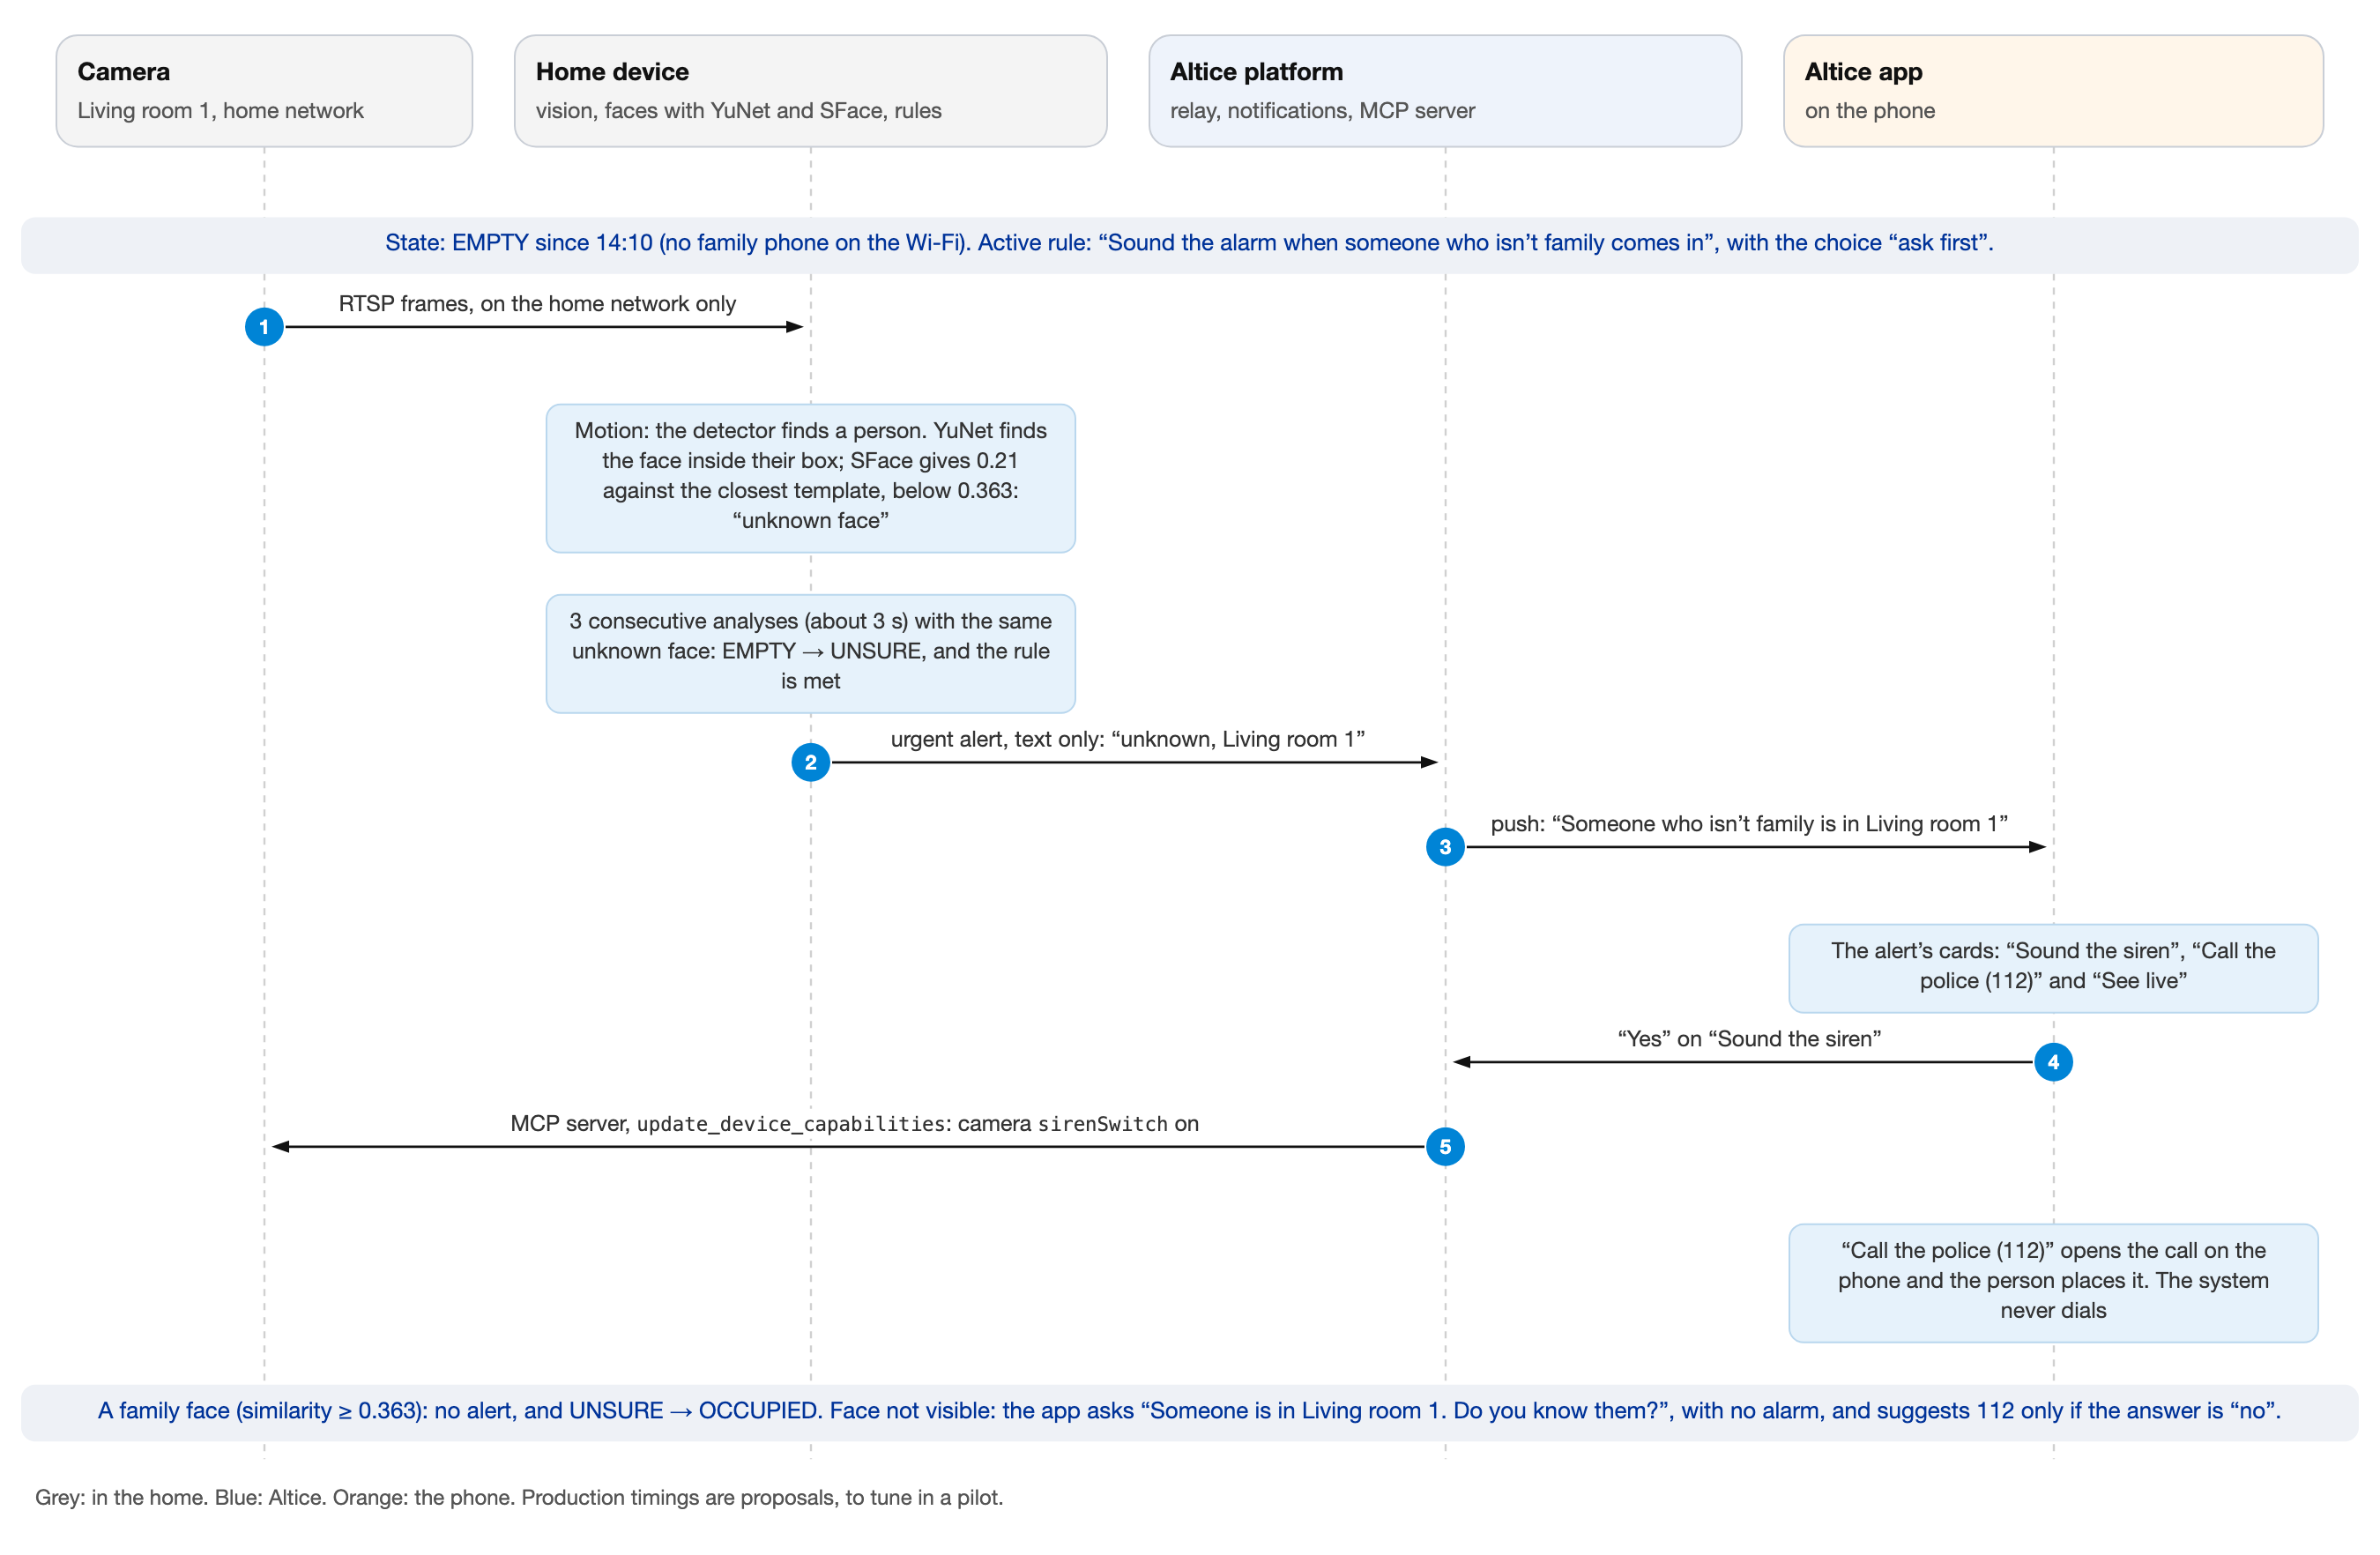 Camera
Living room 1, home network
Home device
vision, faces with YuNet and SFace, rules
Altice platform
relay, notifications, MCP server
Altice app
on the phone
State: EMPTY since 14:10 (no family phone on the Wi-Fi). Active rule: “Sound the alarm when someone who isn’t family comes in”, with the choice “ask first”.
RTSP frames, on the home network only
1
Motion: the detector finds a person. YuNet finds
the face inside their box; SFace gives 0.21
against the closest template, below 0.363:
“unknown face”
3 consecutive analyses (about 3 s) with the same
unknown face: EMPTY → UNSURE, and the rule
is met
urgent alert, text only: “unknown, Living room 1”
2
push: “Someone who isn’t family is in Living room 1”
3
The alert’s cards: “Sound the siren”, “Call the
police (112)” and “See live”
“Yes” on “Sound the siren”
4
MCP server, update_device_capabilities: camera sirenSwitch on
5
“Call the police (112)” opens the call on the
phone and the person places it. The system
never dials
A family face (similarity ≥ 0.363): no alert, and UNSURE → OCCUPIED. Face not visible: the app asks “Someone is in Living room 1. Do you know them?”, with no alarm, and suggests 112 only if the answer is “no”.
Grey: in the home. Blue: Altice. Orange: the phone. Production timings are proposals, to tune in a pilot.